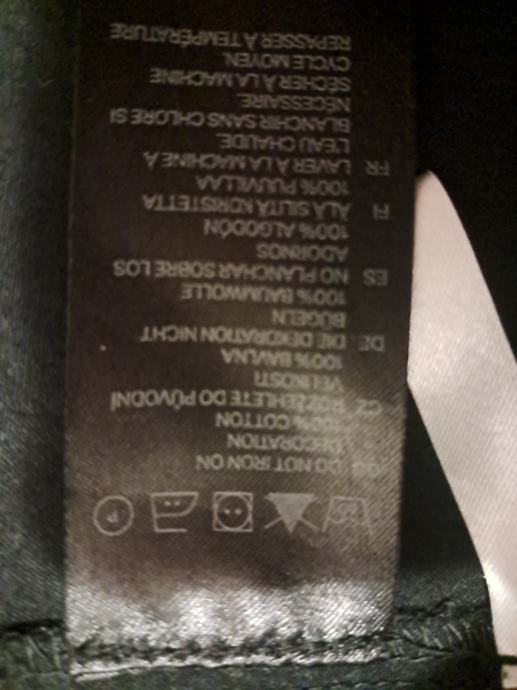 DO NOT IRON ON
DECORATION
100% COTTON
CZ ROZŽEHLETE DO PŮVODNÍ
VELIKOSTI
100% BAVLNA
DE. DIE DEKORATION NICHT
BÜGELN
100% BAUMWOLLE
ES NO PLANCHAR SOBRE LOS
ADORNOS
100% ALGODÓN
FI ÄLÄ SILITÄ KORISTETTA
100% PUUVILLAA
FR LAVER À LA MACHINE À
L'EAU CHAUDE.
BLANCHIR SANS CHLORE SI
NÉCESSAIRE.
SÉCHER À LA MACHINE
CYCLE MOYEN.
REPASSER À TEMPÉRATURE